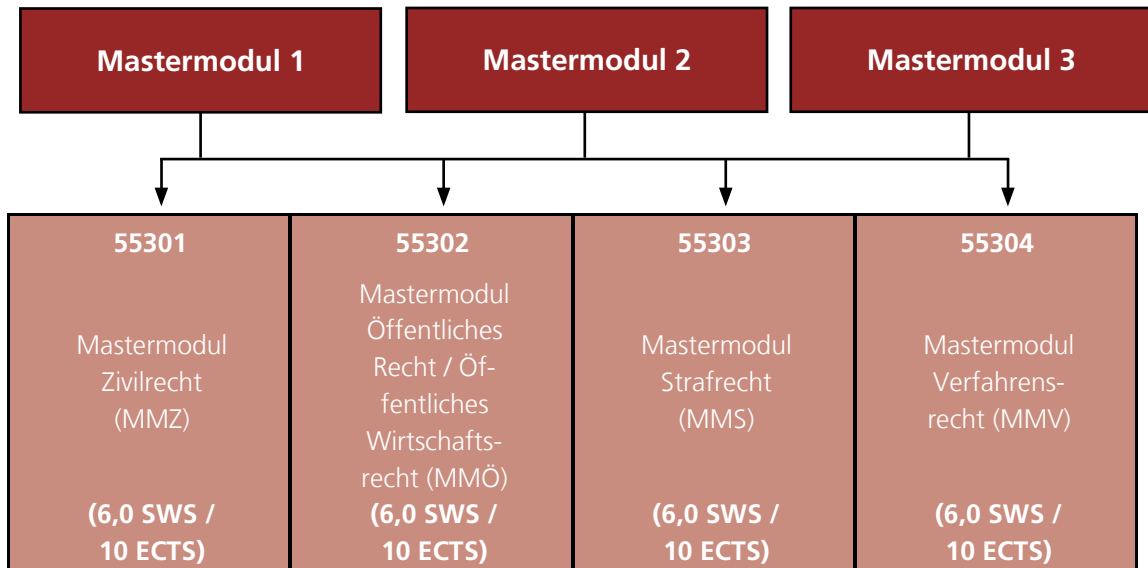 Mastermodul 1
Mastermodul 2
Mastermodul 3
55301
Mastermodul
Zivilrecht
(MMZ)
(6,0 SWS /
10 ECTS)
55302
Mastermodul
Öffentliches
Recht / Öf-
fentliches
Wirtschafts-
recht (MMÖ)
(6,0 SWS /
10 ECTS)
55303
Mastermodul
Strafrecht
(MMS)
(6,0 SWS /
10 ECTS)
55304
Mastermodul
Verfahrens-
recht (MMV)
(6,0 SWS /
10 ECTS)